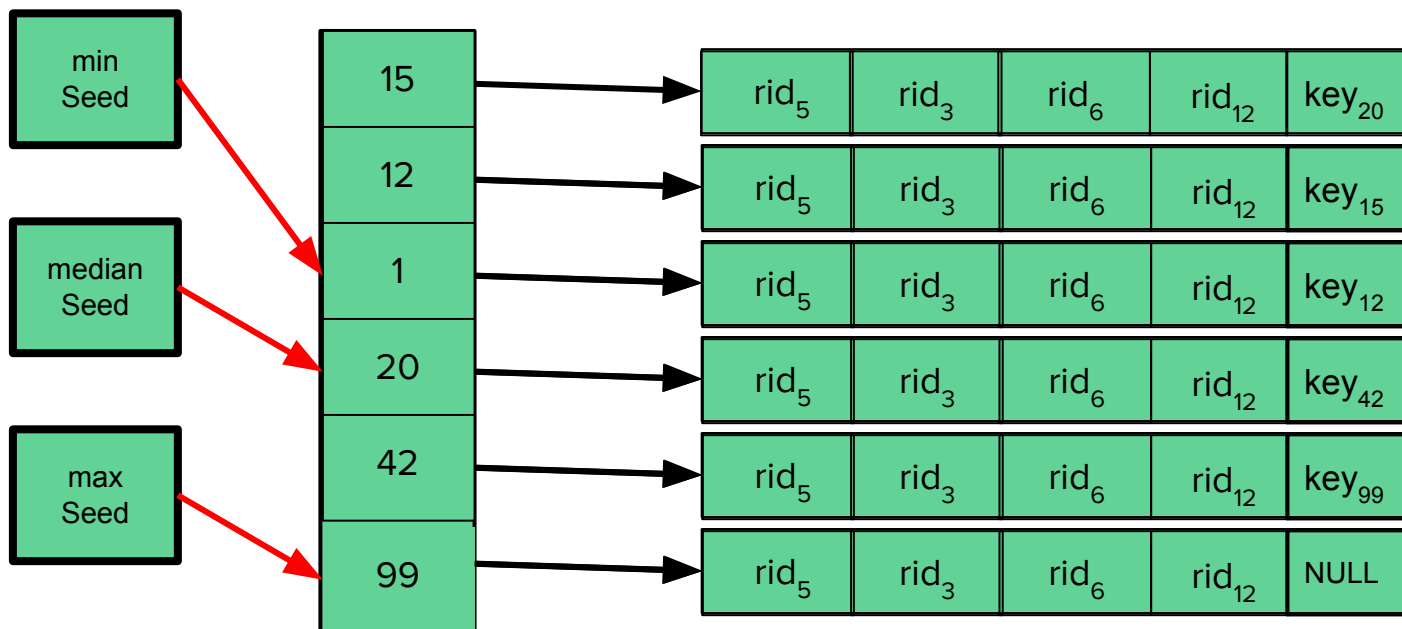 min
Seed
median
Seed
max
Seed
15
12
1
20
42
99
rid₅ rid₃ rid₆ rid₁₂ key₂₀
rid₅ rid₃ rid₆ rid₁₂ key₁₅
rid₅ rid₃ rid₆ rid₁₂ key₁₂
rid₅ rid₃ rid₆ rid₁₂ key₄₂
rid₅ rid₃ rid₆ rid₁₂ key₉₉
rid₅ rid₃ rid₆ rid₁₂ NULL